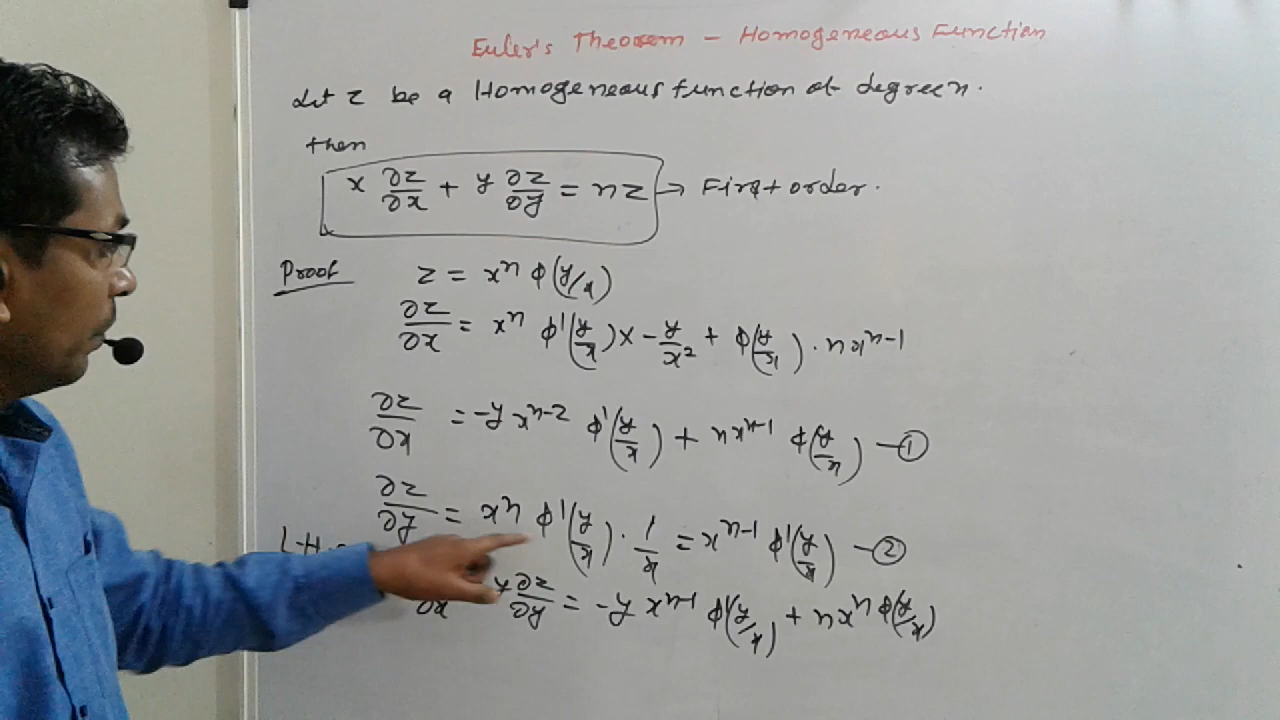 Euler's Theorem - Homogeneous Function
Let z be a Homogeneous function of degree n.
then
x ∂z/∂x + y ∂z/∂y = nz → First order.
Proof z = xⁿ ϕ(y/x)
∂z/∂x = xⁿ ϕ'(y/x) × -y/x² + ϕ(y/x) · n xⁿ⁻¹
∂z/∂x = -y xⁿ⁻² ϕ'(y/x) + n xⁿ⁻¹ ϕ(y/x) — ①
∂z/∂y = xⁿ ϕ'(y/x) · 1/x = xⁿ⁻¹ ϕ'(y/x) — ②
∂x y ∂z/∂y = -y xⁿ⁻¹ ϕ'(y/x) + n xⁿ ϕ(y/x)